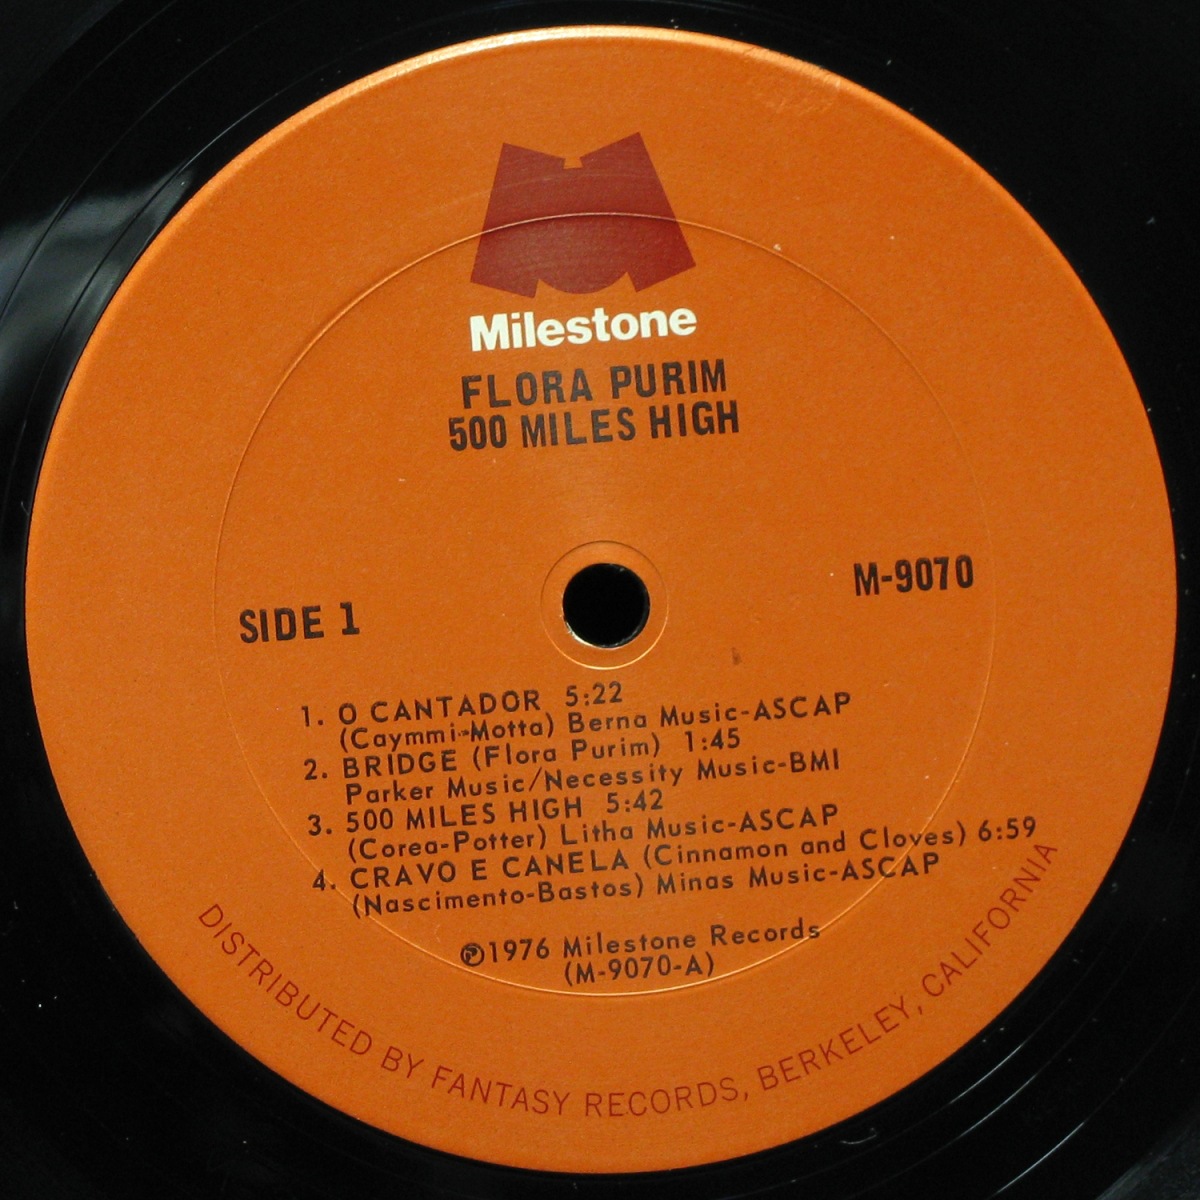 Milestone
FLORA PURIM
500 MILES HIGH
M-9070
SIDE 1
1. O CANTADOR 5:22
(Caymmi-Motta) Berna Music-ASCAP
2. BRIDGE (Flora Purim) 1:45
Parker Music/Necessity Music-BMI
3. 500 MILES HIGH 5:42
(Corea-Potter) Litha Music-ASCAP
4. CRAVO E CANELA (Cinnamon and Cloves) 6:59
(Nascimento-Bastos) Minas Music-ASCAP
℗1976 Milestone Records
(M-9070-A)
DISTRIBUTED BY FANTASY RECORDS, BERKELEY, CALIFORNIA